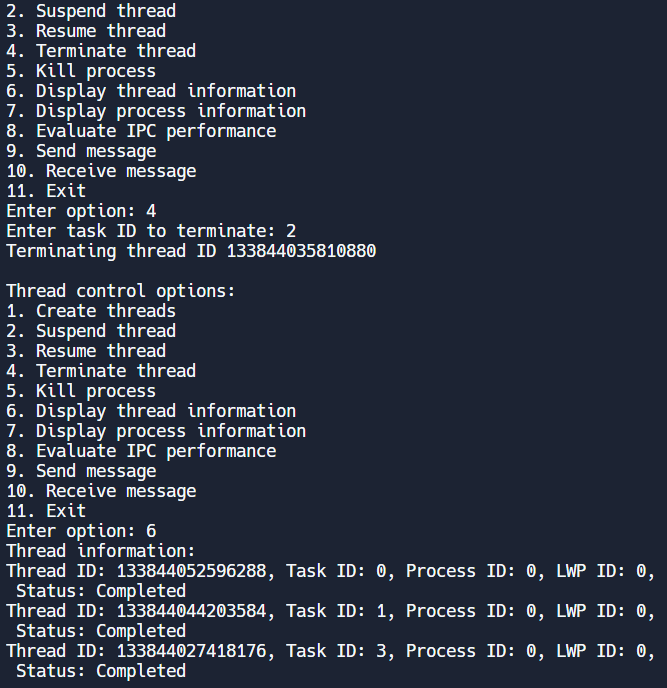 2. Suspend thread
3. Resume thread
4. Terminate thread
5. Kill process
6. Display thread information
7. Display process information
8. Evaluate IPC performance
9. Send message
10. Receive message
11. Exit
Enter option: 4
Enter task ID to terminate: 2
Terminating thread ID 133844035810880

Thread control options:
1. Create threads
2. Suspend thread
3. Resume thread
4. Terminate thread
5. Kill process
6. Display thread information
7. Display process information
8. Evaluate IPC performance
9. Send message
10. Receive message
11. Exit
Enter option: 6
Thread information:
Thread ID: 133844052596288, Task ID: 0, Process ID: 0, LWP ID: 0,
 Status: Completed
Thread ID: 133844044203584, Task ID: 1, Process ID: 0, LWP ID: 0,
 Status: Completed
Thread ID: 133844027418176, Task ID: 3, Process ID: 0, LWP ID: 0,
 Status: Completed